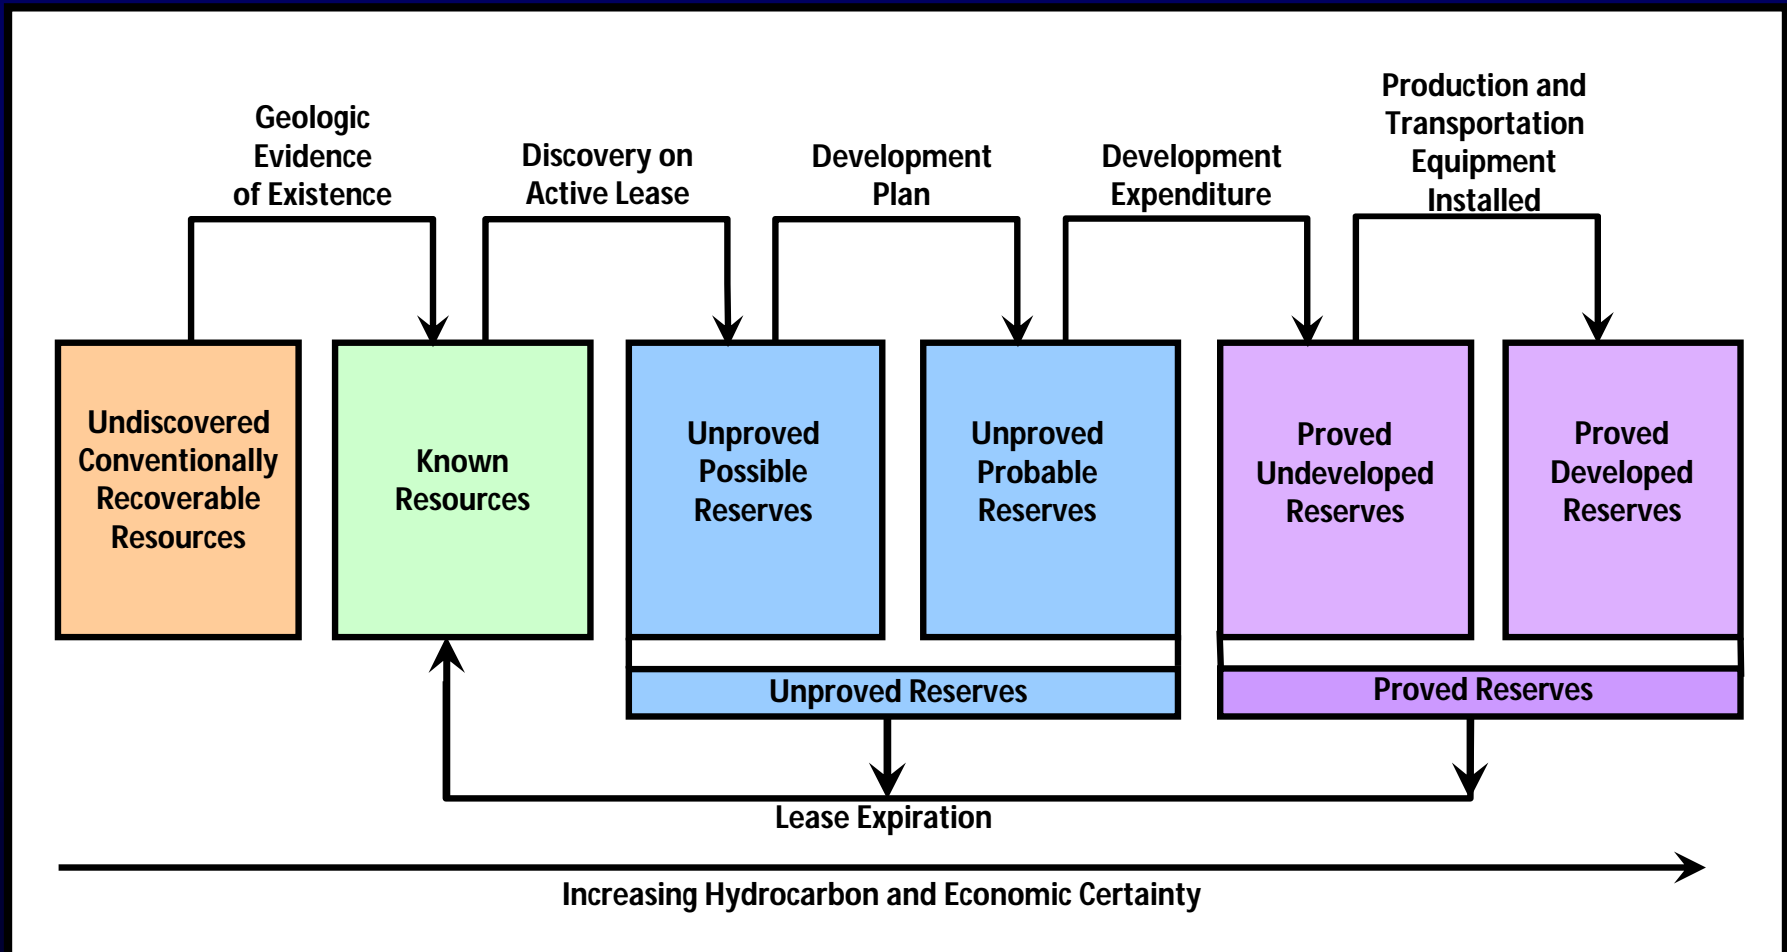 Geologic
Evidence
of Existence
Discovery on
Active Lease
Development
Plan
Development
Expenditure
Production and
Transportation
Equipment
Installed
Undiscovered
Conventionally
Recoverable
Resources
Known
Resources
Unproved
Possible
Reserves
Unproved
Probable
Reserves
Proved
Undeveloped
Reserves
Proved
Developed
Reserves
Unproved Reserves
Proved Reserves
Lease Expiration
Increasing Hydrocarbon and Economic Certainty